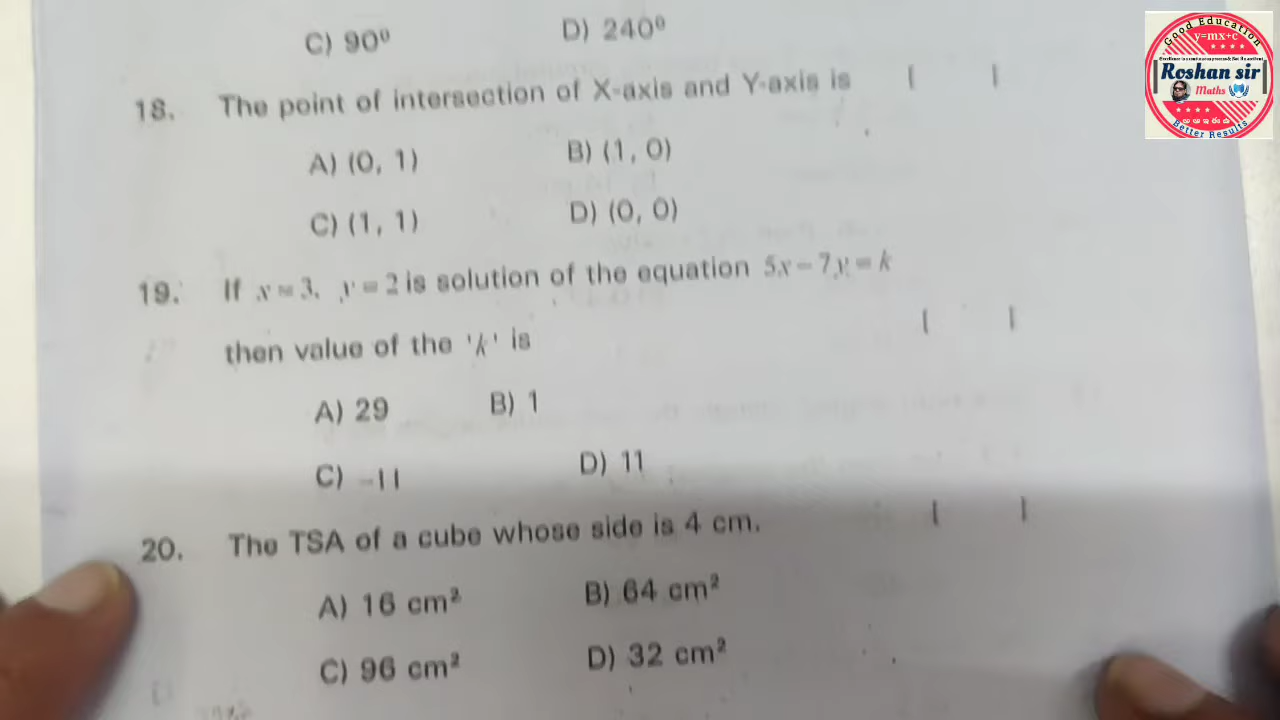 C) 90⁰ D) 240⁰
18. The point of intersection of X-axis and Y-axis is [ ]
A) (0, 1) B) (1, 0)
C) (1, 1) D) (0, 0)
19. If x = 3, y = 2 is solution of the equation 5x – 7y = k
then value of the 'k' is [ ]
A) 29 B) 1
C) –11 D) 11
20. The TSA of a cube whose side is 4 cm. [ ]
A) 16 cm² B) 64 cm²
C) 96 cm² D) 32 cm²
Good Education
y=mx+c
Roshan sir
Maths
Better Results